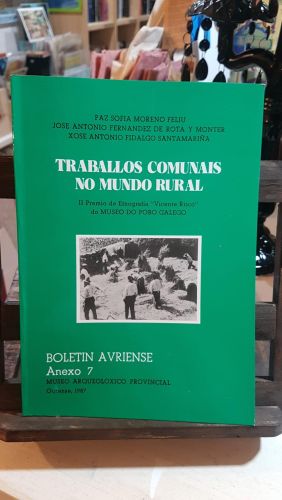 PAZ SOFIA MORENO FELIU
JOSE ANTONIO FERNANDEZ DE ROTA Y MONTER
XOSE ANTONIO FIDALGO SANTAMARIÑA
TRABALLOS COMUNAIS
NO MUNDO RURAL
II Premio de Etnografía "Vicente Risco"
do MUSEO DO POBO GALEGO
BOLETIN AVRIENSE
Anexo 7
MUSEO ARQUEOLOXICO PROVINCIAL
Ourense, 1987